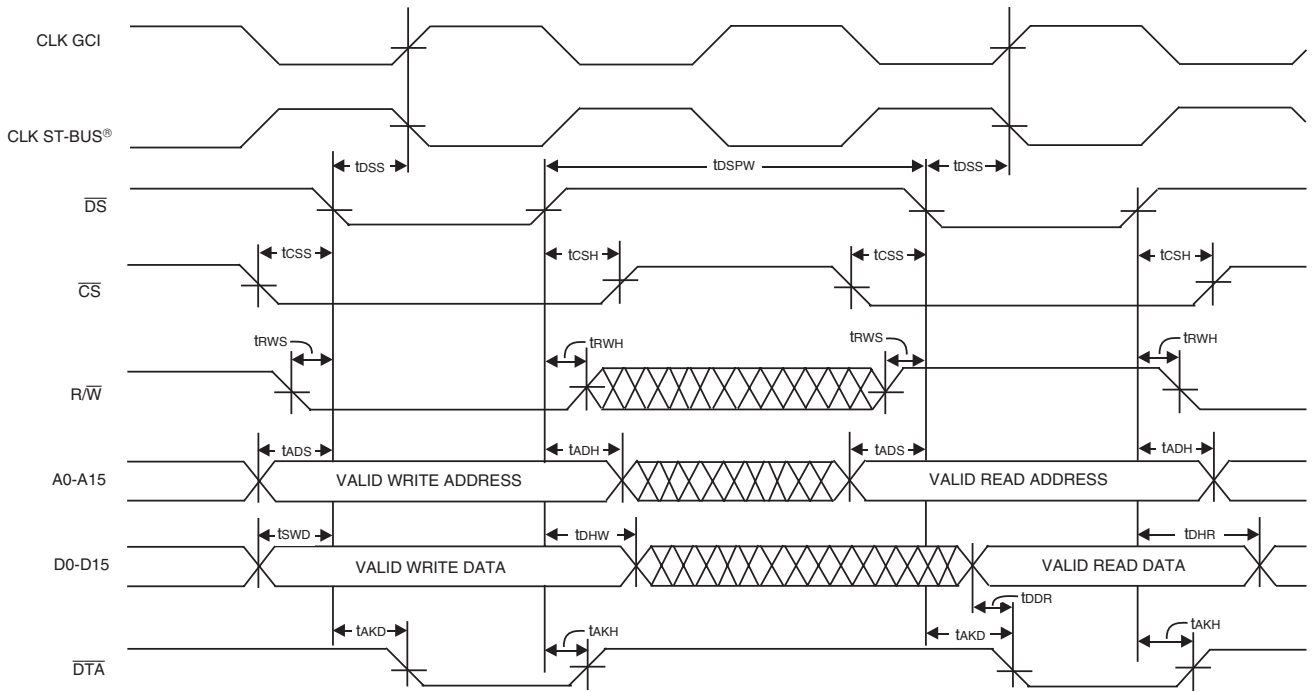 CLK GCI
CLK ST-BUS®
tDSS tDSPW tDSS
DS
tCSS tCSH tCSS tCSH
CS
tRWS tRWH tRWS tRWH
R/W
tADS tADH tADS tADH
A0-A15 VALID WRITE ADDRESS VALID READ ADDRESS
tSWD tDHW tDHR
D0-D15 VALID WRITE DATA VALID READ DATA
tDDR
tAKD tAKH tAKD tAKH
DTA